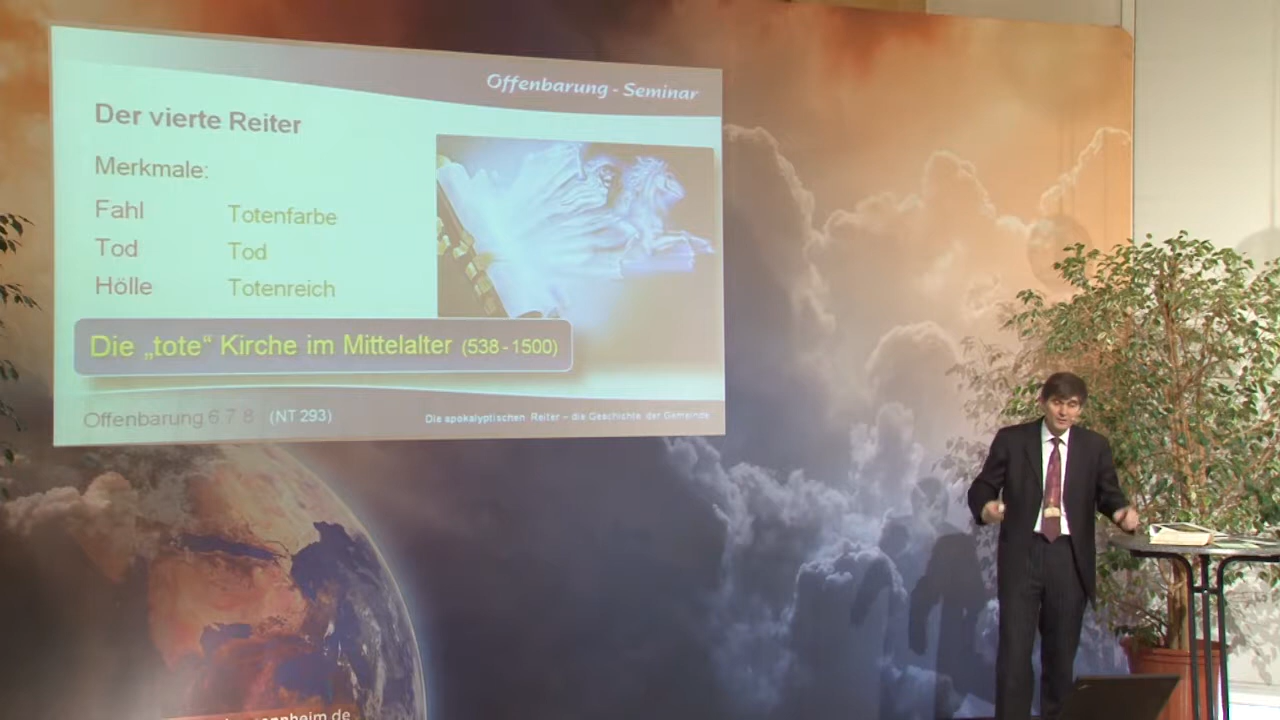 Offenbarung - Seminar
Der vierte Reiter
Merkmale:
Fahl Totenfarbe
Tod Tod
Hölle Totenreich
Die „tote“ Kirche im Mittelalter (538 - 1500)
Offenbarung 6 7 8 (NT 293)
Die apokalyptischen Reiter – die Geschichte der Gemeinde